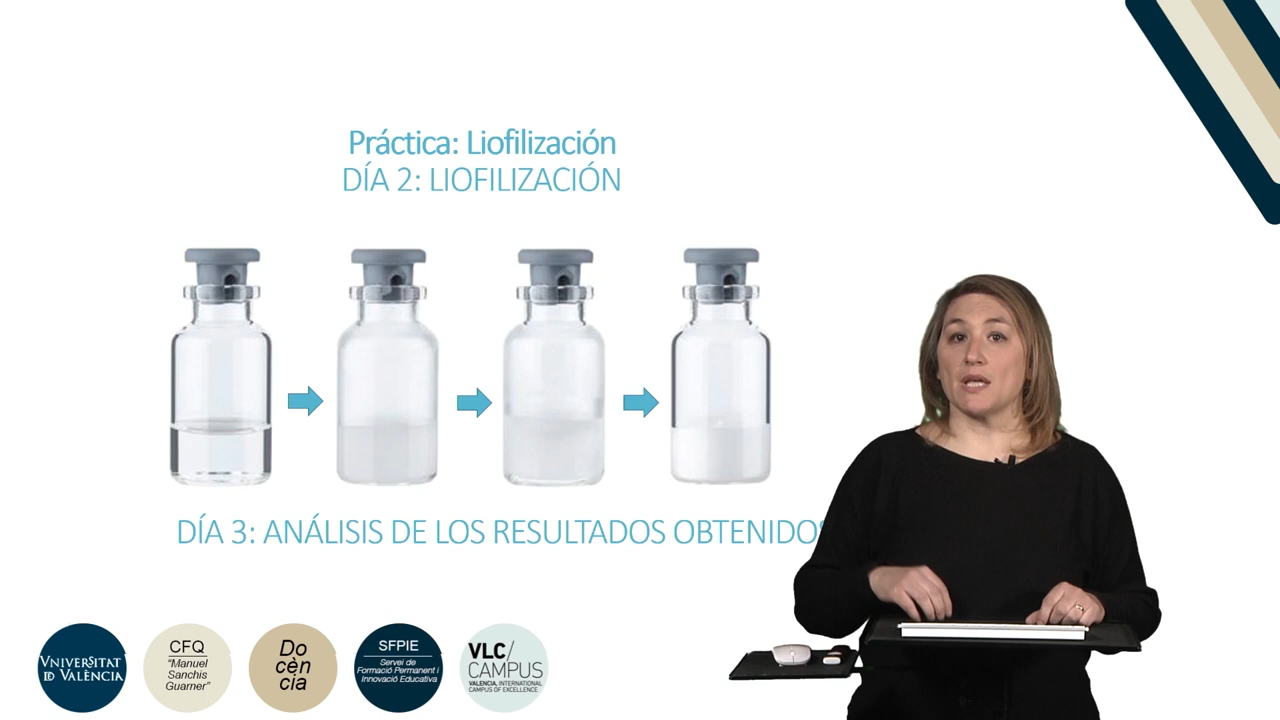 Práctica: Liofilización
DÍA 2: LIOFILIZACIÓN
DÍA 3: ANÁLISIS DE LOS RESULTADOS OBTENIDOS
VNIVERSITAT
ID VALÈNCIA
CFQ
"Manuel
Sanchis
Guarner"
Do
cèn
cia
SFPIE
Servei de
Formació Permanent i
Innovació Educativa
VLC/
CAMPUS
VALENCIA, INTERNATIONAL
CAMPUS OF EXCELLENCE